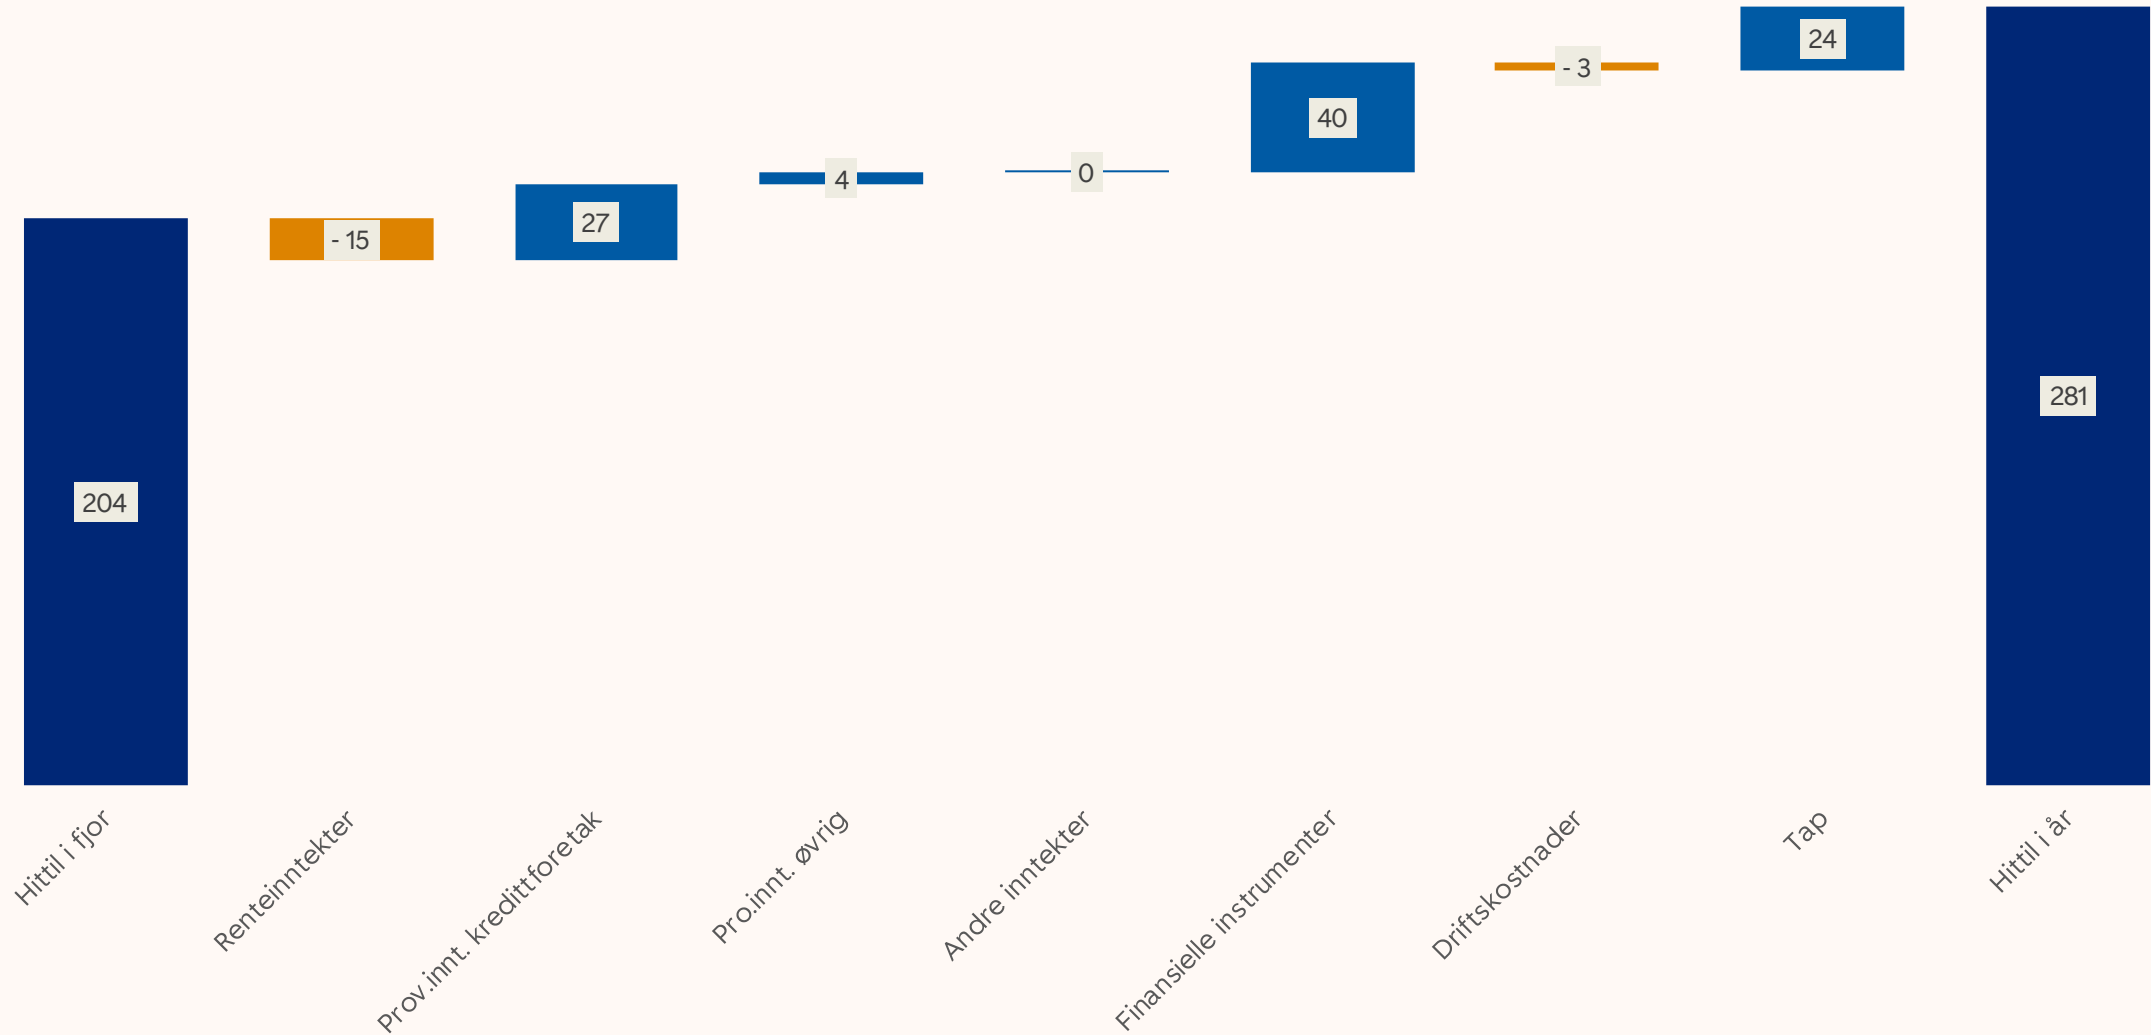 24
- 3
40
4
0
27
- 15
281
204
Hittil i fjor
Renteinntekter
Prov.innt. kredittforetak
Pro.innt. øvrig
Andre inntekter
Finansielle instrumenter
Driftskostnader
Tap
Hittil i år